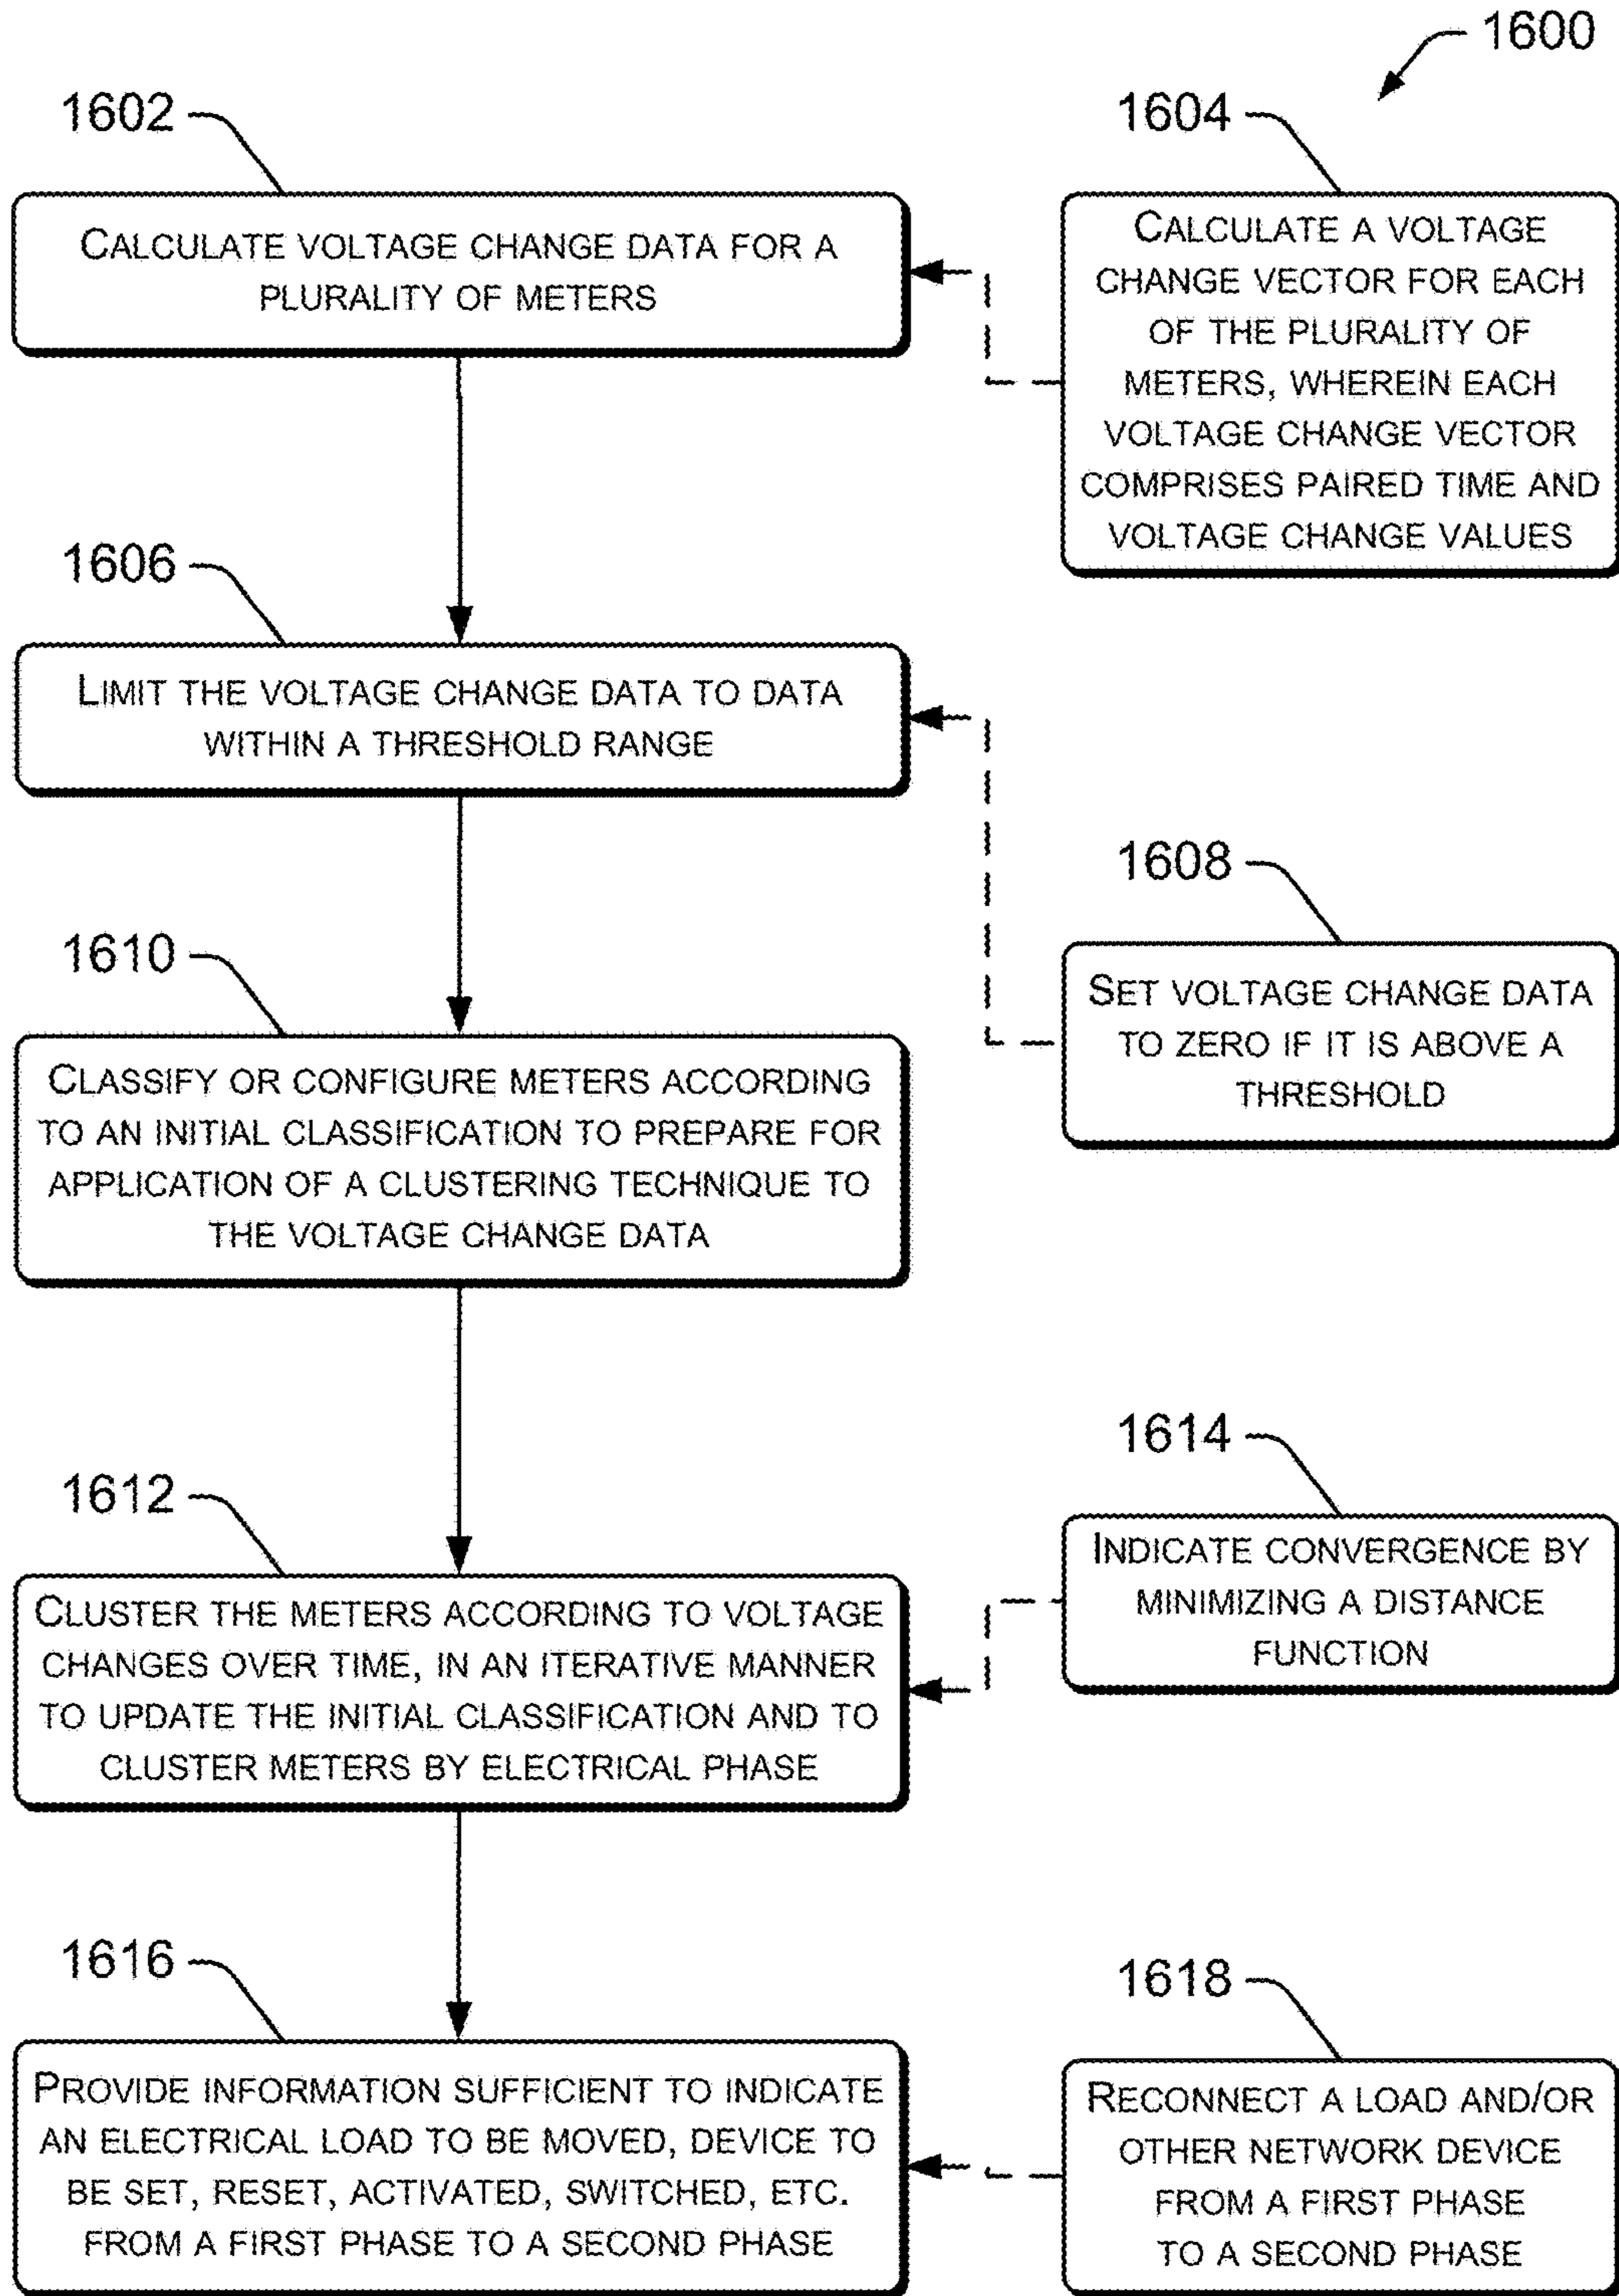 1600
1602
CALCULATE VOLTAGE CHANGE DATA FOR A
PLURALITY OF METERS
1604
CALCULATE A VOLTAGE
CHANGE VECTOR FOR EACH
OF THE PLURALITY OF
METERS, WHEREIN EACH
VOLTAGE CHANGE VECTOR
COMPRISES PAIRED TIME AND
VOLTAGE CHANGE VALUES
1606
LIMIT THE VOLTAGE CHANGE DATA TO DATA
WITHIN A THRESHOLD RANGE
1608
SET VOLTAGE CHANGE DATA
TO ZERO IF IT IS ABOVE A
THRESHOLD
1610
CLASSIFY OR CONFIGURE METERS ACCORDING
TO AN INITIAL CLASSIFICATION TO PREPARE FOR
APPLICATION OF A CLUSTERING TECHNIQUE TO
THE VOLTAGE CHANGE DATA
1612
CLUSTER THE METERS ACCORDING TO VOLTAGE
CHANGES OVER TIME, IN AN ITERATIVE MANNER
TO UPDATE THE INITIAL CLASSIFICATION AND TO
CLUSTER METERS BY ELECTRICAL PHASE
1614
INDICATE CONVERGENCE BY
MINIMIZING A DISTANCE
FUNCTION
1616
PROVIDE INFORMATION SUFFICIENT TO INDICATE
AN ELECTRICAL LOAD TO BE MOVED, DEVICE TO
BE SET, RESET, ACTIVATED, SWITCHED, ETC.
FROM A FIRST PHASE TO A SECOND PHASE
1618
RECONNECT A LOAD AND/OR
OTHER NETWORK DEVICE
FROM A FIRST PHASE
TO A SECOND PHASE